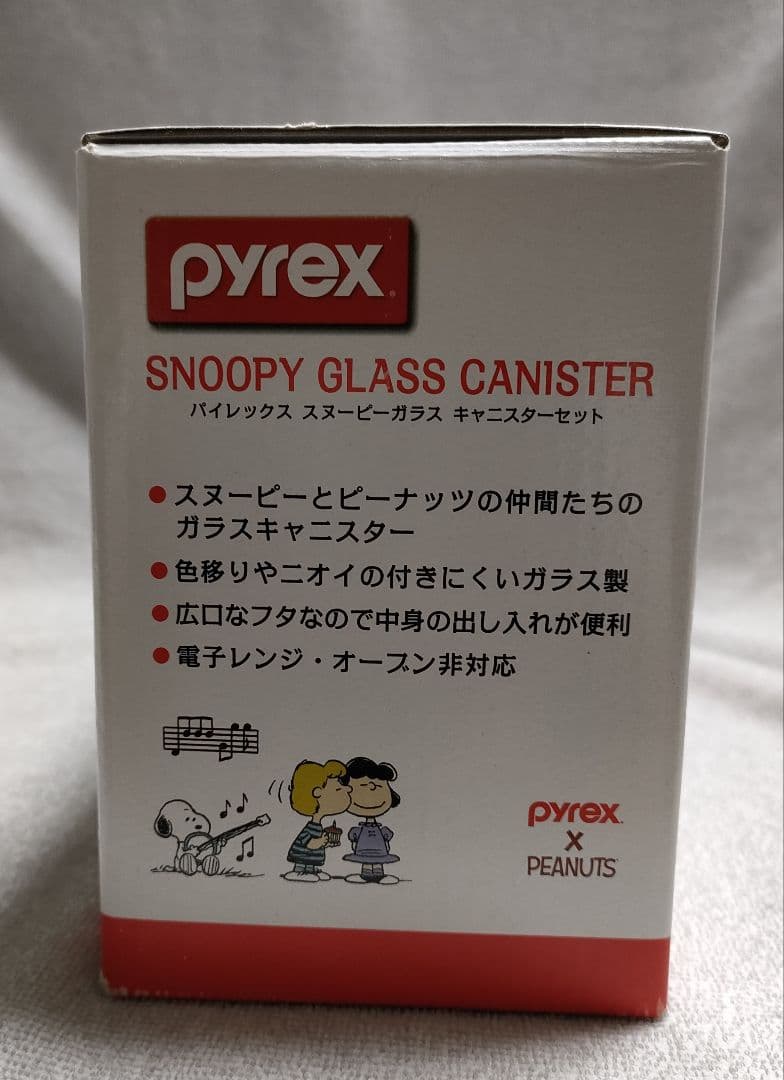 pyrex®
SNOOPY GLASS CANISTER
パイレックス スヌーピーガラス キャニスターセット
● スヌーピーとピーナッツの仲間たちの
ガラスキャニスター
● 色移りやニオイの付きにくいガラス製
● 広口なフタなので中身の出し入れが便利
● 電子レンジ・オーブン非対応
pyrex
X
PEANUTS